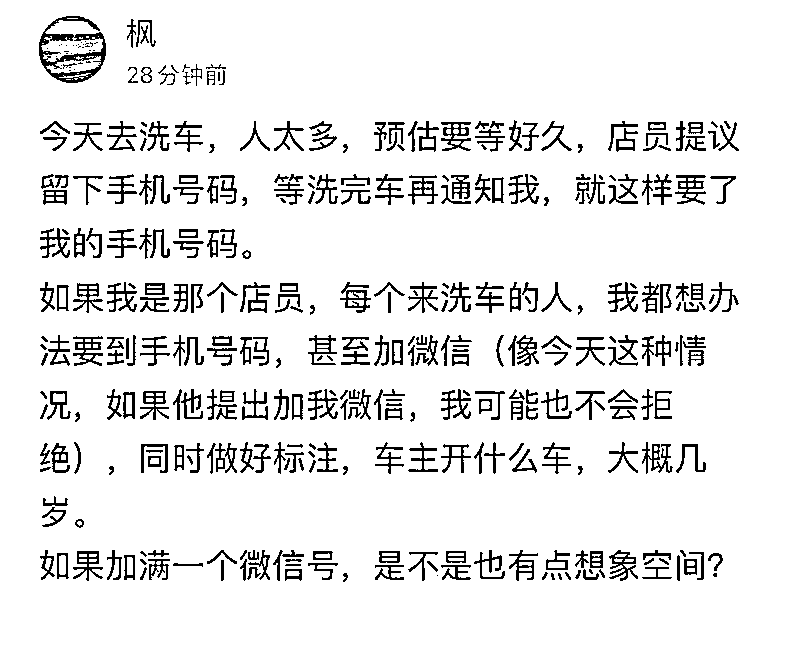 枫
28分钟前
今天去洗车，人太多，预估要等好久，店员提议
留下手机号码，等洗完车再通知我，就这样要了
我的手机号码。
如果我是那个店员，每个来洗车的人，我都想办
法要到手机号码，甚至加微信（像今天这种情
况，如果他提出加我微信，我可能也不会拒
绝），同时做好标注，车主开什么车，大概几
岁。
如果加满一个微信号，是不是也有点想象空间？